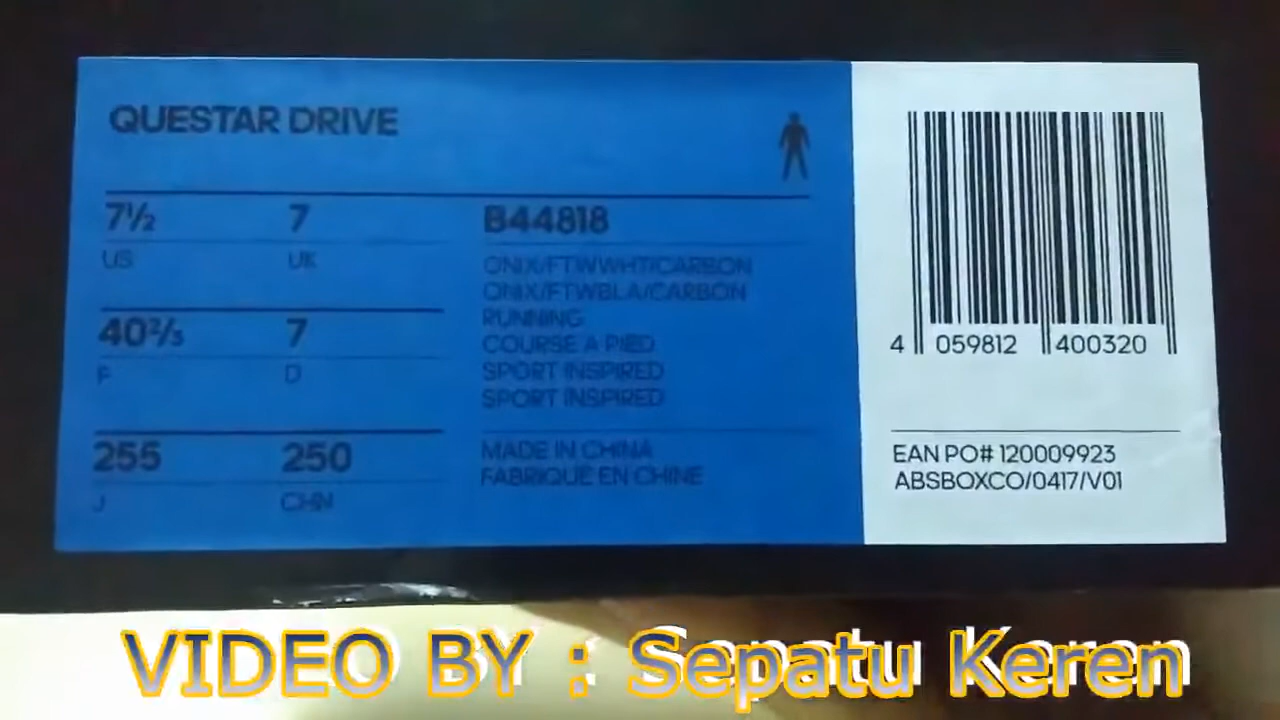 QUESTAR DRIVE
7½ 7
US UK
40⅔ 7
F D
255 250
J CHN
B44818
ONIX/FTWWHT/CARBON
ONIX/FTWBLA/CARBON
RUNNING
COURSE A PIED
SPORT INSPIRED
SPORT INSPIRED
MADE IN CHINA
FABRIQUE EN CHINE
4 059812 400320
EAN PO# 120009923
ABSBOXCO/0417/V01
VIDEO BY : Sepatu Keren